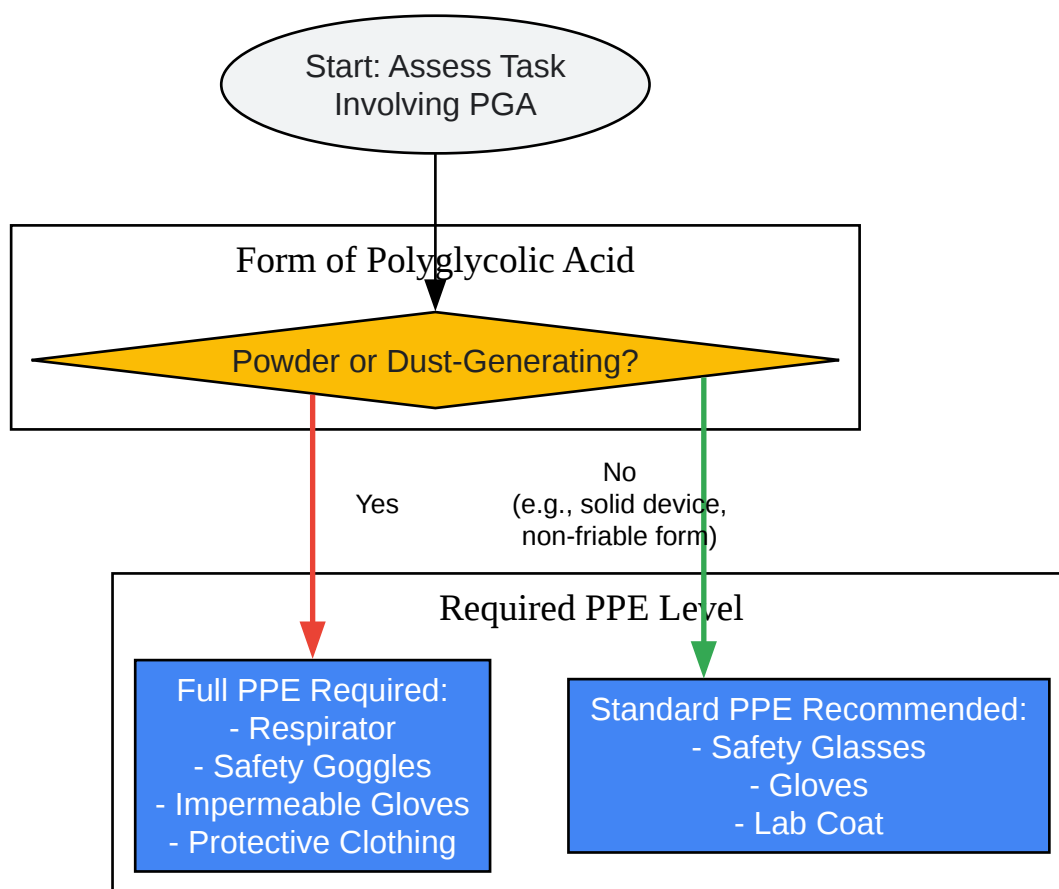 Start: Assess Task
Involving PGA
Form of Polyglycolic Acid
Powder or Dust-Generating?
Yes
No
(e.g., solid device,
non-friable form)
Required PPE Level
Full PPE Required:
- Respirator
- Safety Goggles
- Impermeable Gloves
- Protective Clothing
Standard PPE Recommended:
- Safety Glasses
- Gloves
- Lab Coat